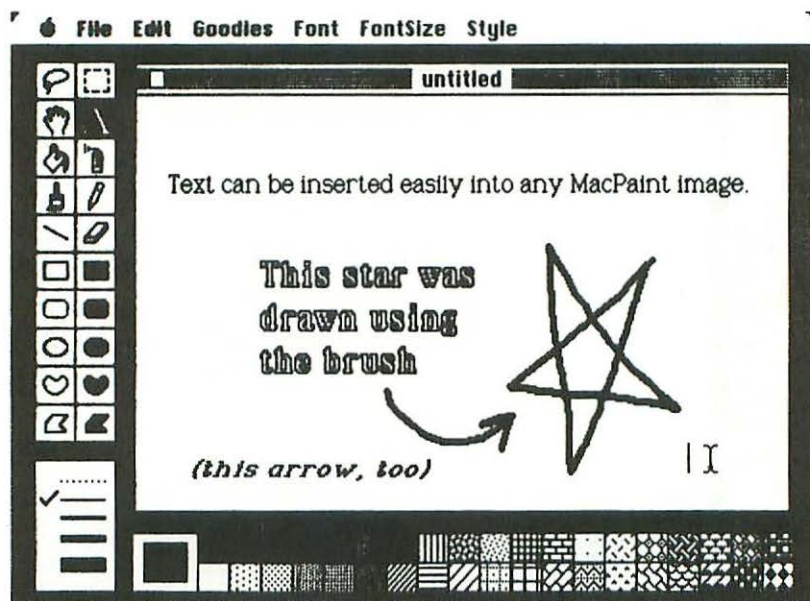 File Edit Goodies Font FontSize Style
untitled
Text can be inserted easily into any MacPaint image.
This star was
drawn using
the brush
(this arrow, too)